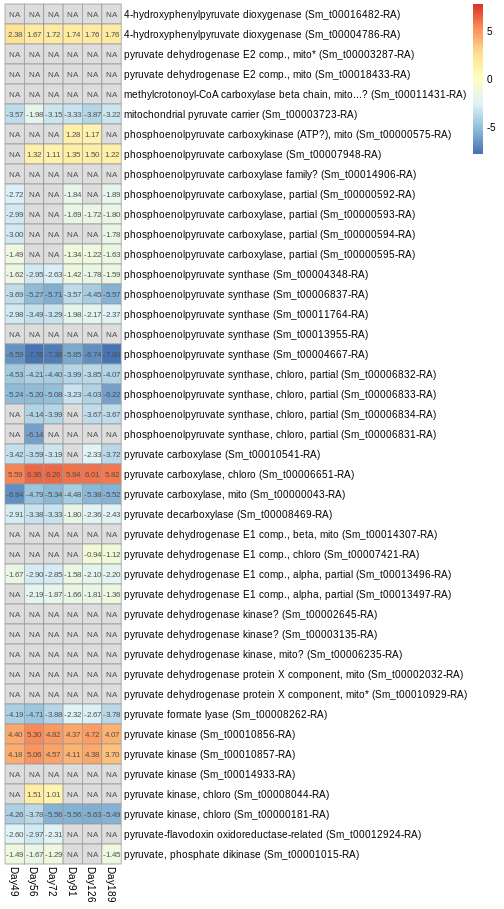 NA NA NA NA NA NA 4-hydroxyphenylpyruvate dioxygenase (Sm_t00016482-RA)
2.38 1.67 1.72 1.74 1.76 1.76 4-hydroxyphenylpyruvate dioxygenase (Sm_t00004786-RA)
NA NA NA NA NA NA pyruvate dehydrogenase E2 comp., mito* (Sm_t00003287-RA)
NA NA NA NA NA NA pyruvate dehydrogenase E2 comp., mito (Sm_t00018433-RA)
NA NA NA NA NA NA methylcrotonoyl-CoA carboxylase beta chain, mito...? (Sm_t00011431-RA)
-3.57 -1.98 -3.15 -3.33 -3.87 -3.22 mitochondrial pyruvate carrier (Sm_t00003723-RA)
NA NA NA 1.28 1.17 NA phosphoenolpyruvate carboxykinase (ATP?), mito (Sm_t00000575-RA)
NA 1.32 1.11 1.35 1.50 1.22 phosphoenolpyruvate carboxylase (Sm_t00007948-RA)
NA NA NA NA NA NA phosphoenolpyruvate carboxylase family? (Sm_t00014906-RA)
-2.72 NA NA -1.84 NA -1.89 phosphoenolpyruvate carboxylase, partial (Sm_t00000592-RA)
-2.99 NA NA -1.69 -1.72 -1.80 phosphoenolpyruvate carboxylase, partial (Sm_t00000593-RA)
-3.00 NA NA NA NA -1.78 phosphoenolpyruvate carboxylase, partial (Sm_t00000594-RA)
-1.49 NA NA -1.34 -1.22 -1.63 phosphoenolpyruvate carboxylase, partial (Sm_t00000595-RA)
-1.62 -2.95 -2.63 -1.42 -1.78 -1.59 phosphoenolpyruvate synthase (Sm_t00004348-RA)
-3.69 -5.27 -5.71 -3.57 -4.45 -5.57 phosphoenolpyruvate synthase (Sm_t00006837-RA)
-2.98 -3.49 -3.29 -1.98 -2.17 -2.37 phosphoenolpyruvate synthase (Sm_t00011764-RA)
NA NA NA NA NA NA phosphoenolpyruvate synthase (Sm_t00013955-RA)
-6.59 -5.85 phosphoenolpyruvate synthase (Sm_t00004667-RA)
-4.53 -4.21 -4.40 -3.99 -3.85 -4.07 phosphoenolpyruvate synthase, chloro, partial (Sm_t00006832-RA)
-5.24 -5.20 -5.08 -3.23 -4.03 -6.22 phosphoenolpyruvate synthase, chloro, partial (Sm_t00006833-RA)
NA -4.14 -3.99 NA -3.67 -3.67 phosphoenolpyruvate synthase, chloro, partial (Sm_t00006834-RA)
NA -6.14 NA NA NA NA phosphoenolpyruvate synthase, chloro, partial (Sm_t00006831-RA)
-3.42 -3.59 -3.19 NA -2.33 -3.72 pyruvate carboxylase (Sm_t00010541-RA)
5.59 6.36 6.26 5.94 6.01 5.82 pyruvate carboxylase, chloro (Sm_t00006651-RA)
-6.84 -4.79 -5.34 -4.48 -5.38 -5.52 pyruvate carboxylase, mito (Sm_t00000043-RA)
-2.91 -3.38 -3.33 -1.80 -2.36 -2.43 pyruvate decarboxylase (Sm_t00008469-RA)
NA NA NA NA NA NA pyruvate dehydrogenase E1 comp., beta, mito (Sm_t00014307-RA)
NA NA NA NA -0.94 -1.12 pyruvate dehydrogenase E1 comp., chloro (Sm_t00007421-RA)
-1.67 -2.90 -2.85 -1.58 -2.10 -2.20 pyruvate dehydrogenase E1 comp., alpha, partial (Sm_t00013496-RA)
NA -2.19 -1.87 -1.66 -1.81 -1.36 pyruvate dehydrogenase E1 comp., alpha, partial (Sm_t00013497-RA)
NA NA NA NA NA NA pyruvate dehydrogenase kinase? (Sm_t00002645-RA)
NA NA NA NA NA NA pyruvate dehydrogenase kinase? (Sm_t00003135-RA)
NA NA NA NA NA NA pyruvate dehydrogenase kinase, mito? (Sm_t00006235-RA)
NA NA NA NA NA NA pyruvate dehydrogenase protein X component, mito (Sm_t00002032-RA)
NA NA NA NA NA NA pyruvate dehydrogenase protein X component, mito* (Sm_t00010929-RA)
-4.19 -4.71 -3.88 -2.32 -2.67 -3.78 pyruvate formate lyase (Sm_t00008262-RA)
4.40 5.30 4.82 4.37 4.72 4.07 pyruvate kinase (Sm_t00010856-RA)
4.18 5.06 4.57 4.11 4.38 3.70 pyruvate kinase (Sm_t00010857-RA)
NA NA NA NA NA NA pyruvate kinase (Sm_t00014933-RA)
NA 1.51 1.01 NA NA NA pyruvate kinase, chloro (Sm_t00008044-RA)
-4.26 -3.78 -5.56 -5.56 -5.63 -5.49 pyruvate kinase, chloro (Sm_t00000181-RA)
-2.60 -2.97 -2.31 NA NA NA pyruvate-flavodoxin oxidoreductase-related (Sm_t00012924-RA)
-1.49 -1.67 -1.29 NA NA -1.45 pyruvate, phosphate dikinase (Sm_t00001015-RA)
Day49 Day56 Day72 Day91 Day126 Day189
5
0
-5